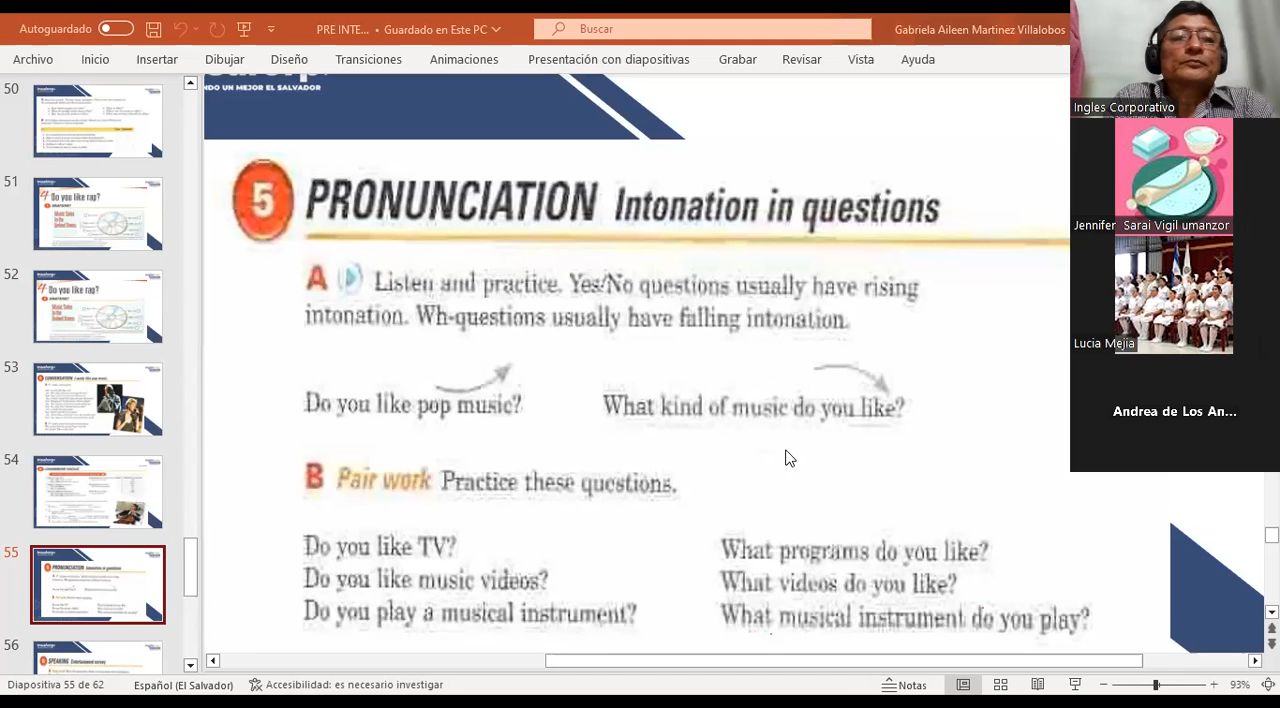 Autoguardado
PRE INTE... • Guardado en Este PC
Buscar
Gabriela Aileen Martinez Villalobos
Archivo Inicio Insertar Dibujar Diseño Transiciones Animaciones Presentación con diapositivas Grabar Revisar Vista Ayuda
NDO UN MEJOR EL SALVADOR
50
51
4 Do you like rap?
52
4 Do you like rap?
53
54
55
56
5 PRONUNCIATION Intonation in questions
A Listen and practice. Yes/No questions usually have rising
intonation. Wh-questions usually have falling intonation.
Do you like pop music? What kind of music do you like?
B Pair work Practice these questions.
Do you like TV? What programs do you like?
Do you like music videos? What videos do you like?
Do you play a musical instrument? What musical instrument do you play?
Ingles Corporativo
Jennifer Sarai Vigil umanzor
Lucia Mejia
Andrea de Los An...
Diapositiva 55 de 62 Español (El Salvador) Accesibilidad: es necesario investigar Notas 93%